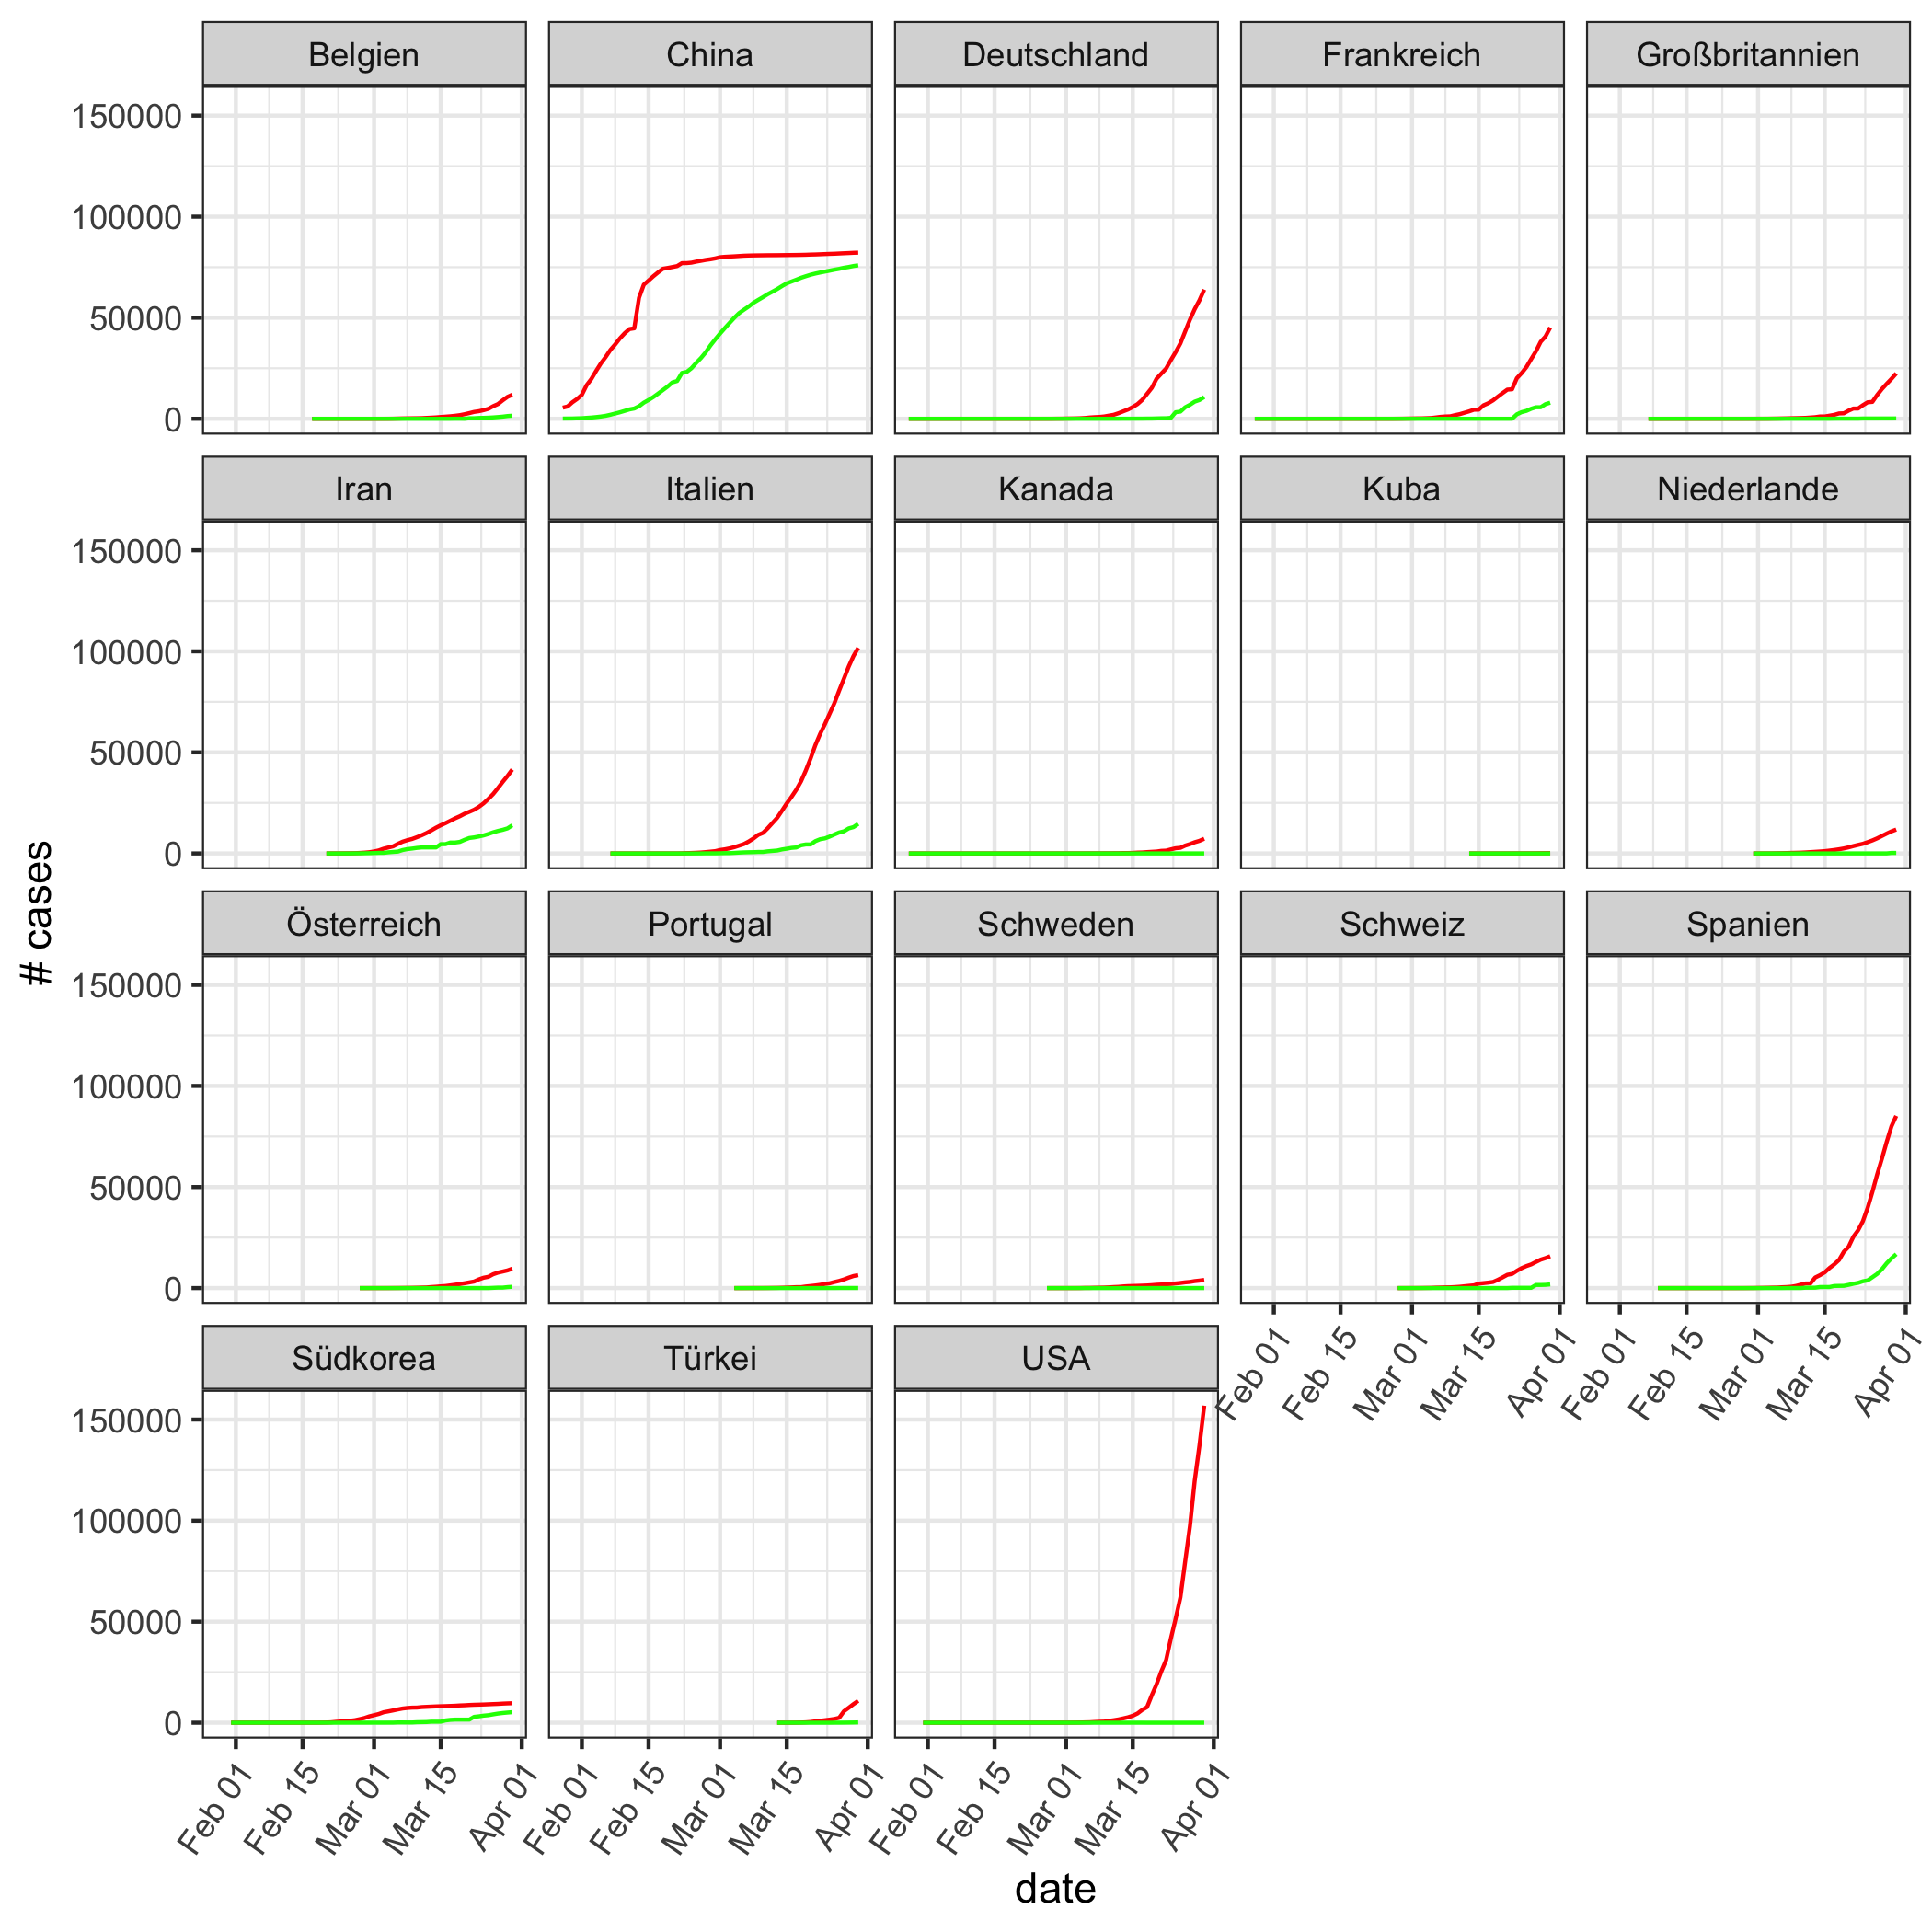 Belgien China Deutschland Frankreich Großbritannien
150000
100000
50000
0
Iran Italien Kanada Kuba Niederlande
150000
100000
50000
0
# cases
Österreich Portugal Schweden Schweiz Spanien
150000
100000
50000
0
Feb 01 Feb 15 Mar 01 Mar 15 Apr 01 Feb 01 Feb 15 Mar 01 Mar 15 Apr 01
Südkorea Türkei USA
150000
100000
50000
0
Feb 01 Feb 15 Mar 01 Mar 15 Apr 01 Feb 01 Feb 15 Mar 01 Mar 15 Apr 01 Feb 01 Feb 15 Mar 01 Mar 15 Apr 01
date